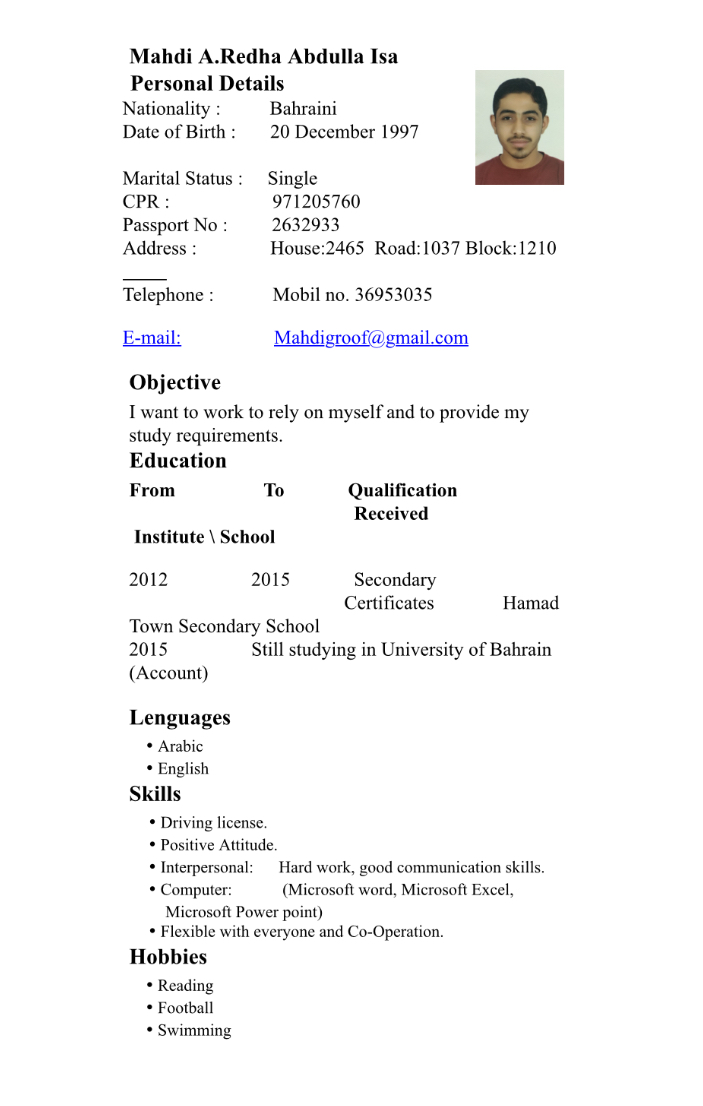 Mahdi A.Redha Abdulla Isa
Personal Details
Nationality : Bahraini
Date of Birth : 20 December 1997
Marital Status : Single
CPR : 971205760
Passport No : 2632933
Address : House:2465 Road:1037 Block:1210
Telephone : Mobil no. 36953035
E-mail: Mahdigroof@gmail.com
Objective
I want to work to rely on myself and to provide my
study requirements.
Education
From To Qualification
Received
Institute \ School
2012 2015 Secondary
Certificates Hamad
Town Secondary School
2015 Still studying in University of Bahrain
(Account)
Lenguages
• Arabic
• English
Skills
• Driving license.
• Positive Attitude.
• Interpersonal: Hard work, good communication skills.
• Computer: (Microsoft word, Microsoft Excel,
Microsoft Power point)
• Flexible with everyone and Co-Operation.
Hobbies
• Reading
• Football
• Swimming